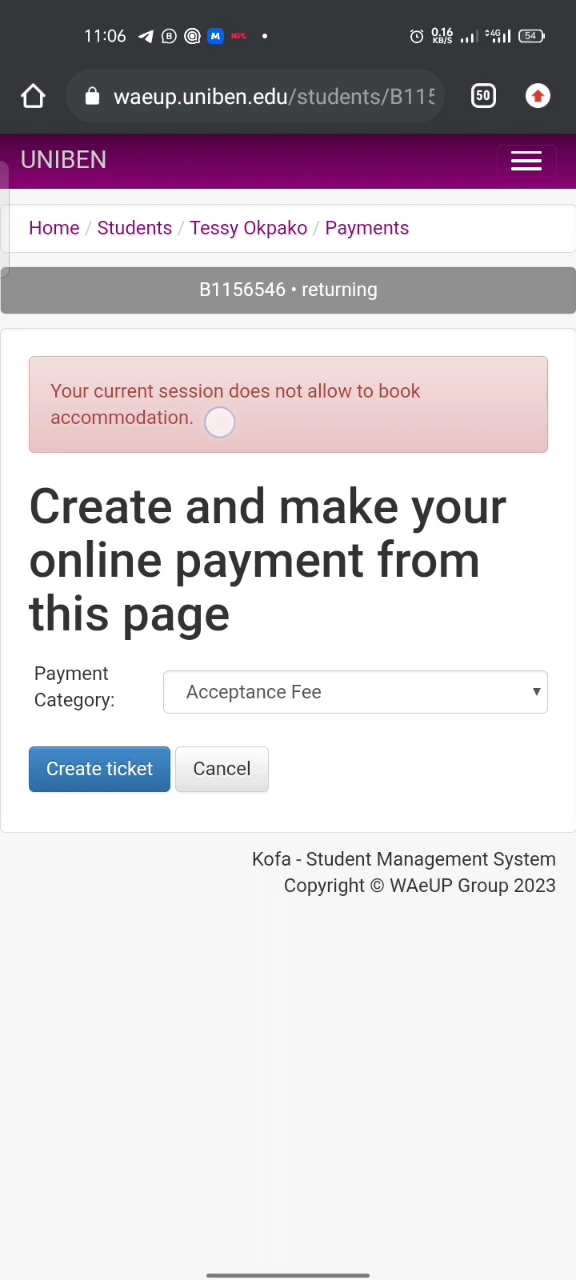 11:06
0.16
KB/S
4G
54
waeup.uniben.edu/students/B115
50
UNIBEN
Home / Students / Tessy Okpako / Payments
B1156546 • returning
Your current session does not allow to book
accommodation.
Create and make your
online payment from
this page
Payment
Category:
Acceptance Fee
Create ticket
Cancel
Kofa - Student Management System
Copyright © WAeUP Group 2023